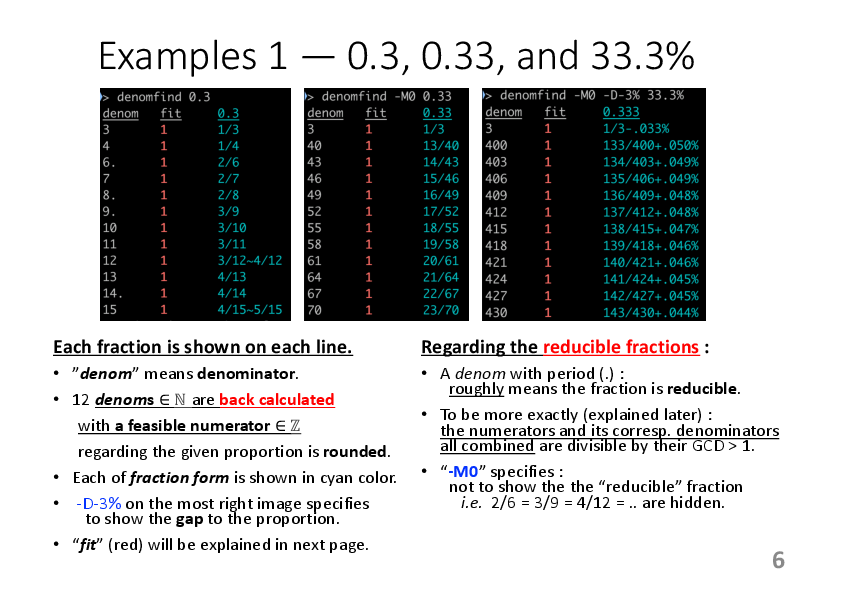 Examples 1 — 0.3, 0.33, and 33.3%
> denomfind 0.3
denom fit 0.3
3 1 1/3
4 1 1/4
6. 1 2/6
7 1 2/7
8. 1 2/8
9. 1 3/9
10 1 3/10
11 1 3/11
12 1 3/12~4/12
13 1 4/13
14. 1 4/14
15 1 4/15~5/15
> denomfind -M0 0.33
denom fit 0.33
3 1 1/3
40 1 13/40
43 1 14/43
46 1 15/46
49 1 16/49
52 1 17/52
55 1 18/55
58 1 19/58
61 1 20/61
64 1 21/64
67 1 22/67
70 1 23/70
> denomfind -M0 -D-3% 33.3%
denom fit 0.333
3 1 1/3-.033%
400 1 133/400+.050%
403 1 134/403+.049%
406 1 135/406+.049%
409 1 136/409+.048%
412 1 137/412+.048%
415 1 138/415+.047%
418 1 139/418+.046%
421 1 140/421+.046%
424 1 141/424+.045%
427 1 142/427+.045%
430 1 143/430+.044%
Each fraction is shown on each line.
• ”denom” means denominator.
• 12 denoms ∈ ℕ are back calculated
with a feasible numerator ∈ ℤ
regarding the given proportion is rounded.
• Each of fraction form is shown in cyan color.
• -D-3% on the most right image specifies
to show the gap to the proportion.
• “fit” (red) will be explained in next page.
Regarding the reducible fractions :
• A denom with period (.) :
roughly means the fraction is reducible.
• To be more exactly (explained later) :
the numerators and its corresp. denominators
all combined are divisible by their GCD > 1.
• “-M0” specifies :
not to show the the “reducible” fraction
i.e. 2/6 = 3/9 = 4/12 = .. are hidden.
6